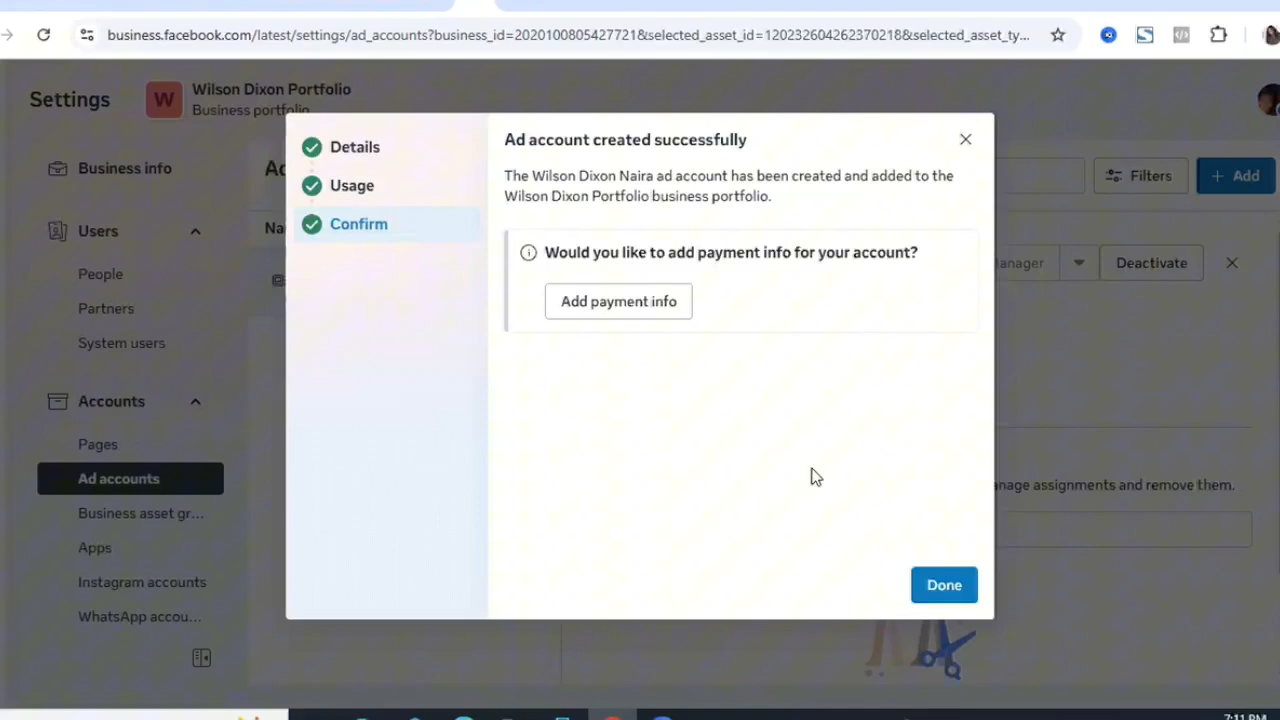 business.facebook.com/latest/settings/ad_accounts?business_id=2020100805427721&selected_asset_id=120232604262370218&selected_asset_ty...
Settings
W
Wilson Dixon Portfolio
Business portfolio
Business info
Users
People
Partners
System users
Accounts
Pages
Ad accounts
Business asset gr...
Apps
Instagram accounts
WhatsApp accou...
Details
Usage
Confirm
Ad account created successfully
The Wilson Dixon Naira ad account has been created and added to the
Wilson Dixon Portfolio business portfolio.
Would you like to add payment info for your account?
Add payment info
Done
Filters
+ Add
Deactivate
anage assignments and remove them.
7:11 PM